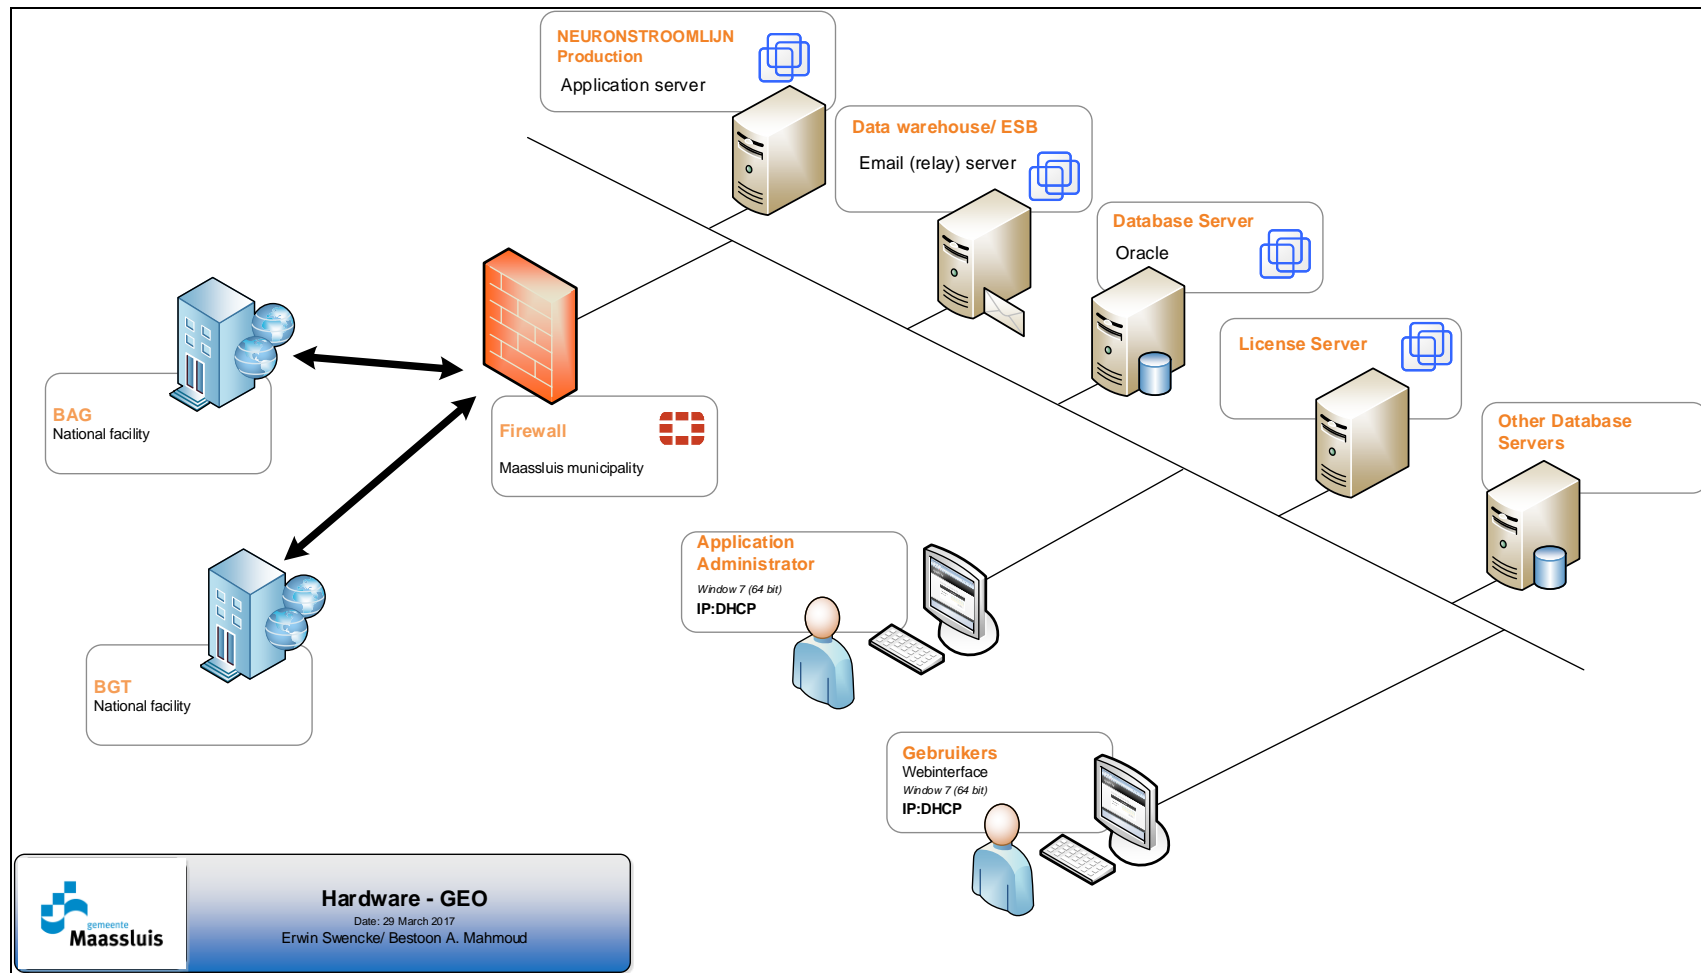 NEURONSTROOMLIJN
Production
Application server
Data warehouse/ ESB
Email (relay) server
Database Server
Oracle
License Server
Other Database
Servers
BAG
National facility
Firewall
Maassluis municipality
BGT
National facility
Application
Administrator
Window 7 (64 bit)
IP:DHCP
Gebruikers
Webinterface
Window 7 (64 bit)
IP:DHCP
gemeente
Maassluis
Hardware - GEO
Date: 29 March 2017
Erwin Swencke/ Bestoon A. Mahmoud